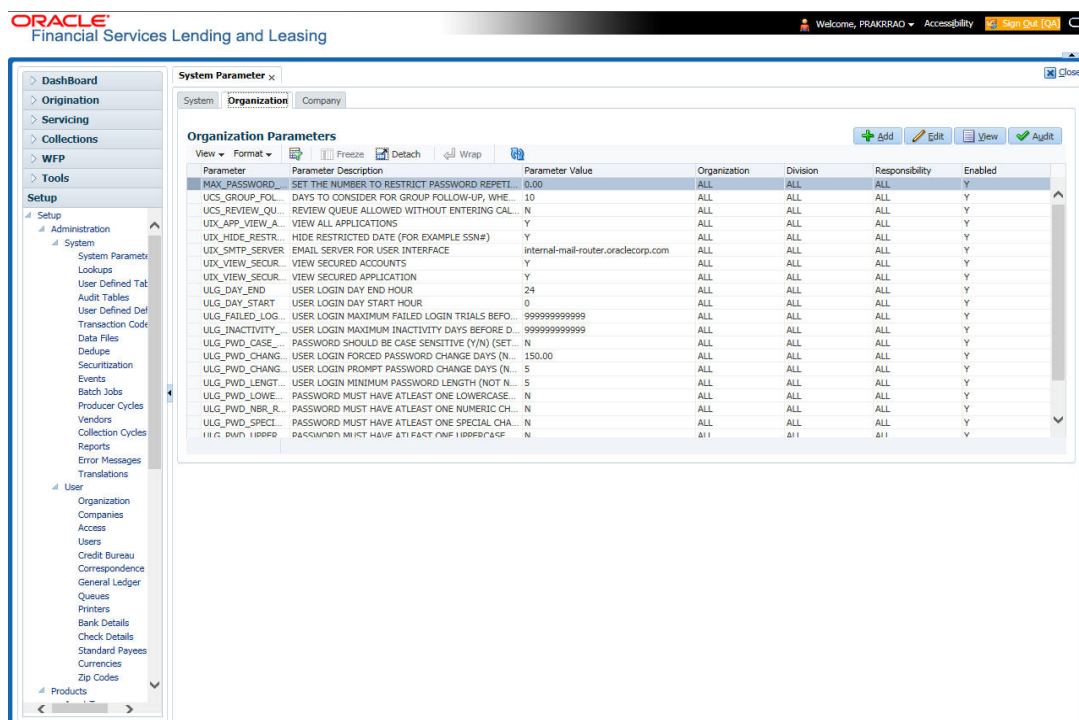 ORACLE
Financial Services Lending and Leasing
Welcome, PRAKRRAO Accessibility Sign Out [QA]
Close
DashBoard
Origination
Servicing
Collections
WFP
Tools
Setup
Setup
Administration
System
System Paramete
Lookups
User Defined Tab
Audit Tables
User Defined Def
Transaction Code
Data Files
Dedupe
Securitization
Events
Batch Jobs
Producer Cycles
Vendors
Collection Cycles
Reports
Error Messages
Translations
User
Organization
Companies
Access
Users
Credit Bureau
Correspondence
General Ledger
Queues
Printers
Bank Details
Check Details
Standard Payees
Currencies
Zip Codes
Products
System Parameter x
System Organization Company
Organization Parameters
Add Edit View Audit
View Format Freeze Detach Wrap
Parameter Parameter Description Parameter Value Organization Division Responsibility Enabled
MAX_PASSWORD_... SET THE NUMBER TO RESTRICT PASSWORD REPETI... 0.00 ALL ALL ALL Y
UCS_GROUP_FOL... DAYS TO CONSIDER FOR GROUP FOLLOW-UP, WHE... 10 ALL ALL ALL Y
UCS_REVIEW_QU... REVIEW QUEUE ALLOWED WITHOUT ENTERING CAL... N ALL ALL ALL Y
UIX_APP_VIEW_A... VIEW ALL APPLICATIONS Y ALL ALL ALL Y
UIX_HIDE_RESTR... HIDE RESTRICTED DATE (FOR EXAMPLE SSN#) Y ALL ALL ALL Y
UIX_SMTP_SERVER EMAIL SERVER FOR USER INTERFACE internal-mail-router.oraclecorp.com ALL ALL ALL Y
UIX_VIEW_SECUR... VIEW SECURED ACCOUNTS Y ALL ALL ALL Y
UIX_VIEW_SECUR... VIEW SECURED APPLICATION Y ALL ALL ALL Y
ULG_DAY_END USER LOGIN DAY END HOUR 24 ALL ALL ALL Y
ULG_DAY_START USER LOGIN DAY START HOUR 0 ALL ALL ALL Y
ULG_FAILED_LOG... USER LOGIN MAXIMUM FAILED LOGIN TRIALS BEFO... 999999999999 ALL ALL ALL Y
ULG_INACTIVITY_... USER LOGIN MAXIMUM INACTIVITY DAYS BEFORE D... 999999999999 ALL ALL ALL Y
ULG_PWD_CASE_... PASSWORD SHOULD BE CASE SENSITIVE (Y/N) (SET... N ALL ALL ALL Y
ULG_PWD_CHANG... USER LOGIN FORCED PASSWORD CHANGE DAYS (N... 150.00 ALL ALL ALL Y
ULG_PWD_CHANG... USER LOGIN PROMPT PASSWORD CHANGE DAYS (N... 5 ALL ALL ALL Y
ULG_PWD_LENGT... USER LOGIN MINIMUM PASSWORD LENGTH (NOT N... 5 ALL ALL ALL Y
ULG_PWD_LOWE... PASSWORD MUST HAVE ATLEAST ONE LOWERCASE... N ALL ALL ALL Y
ULG_PWD_NBR_R... PASSWORD MUST HAVE ATLEAST ONE NUMERIC CH... N ALL ALL ALL Y
ULG_PWD_SPECI... PASSWORD MUST HAVE ATLEAST ONE SPECIAL CHA... N ALL ALL ALL Y
ULG_PWD_UPPER... PASSWORD MUST HAVE ATLEAST ONE UPPERCASE... N ALL ALL ALL Y